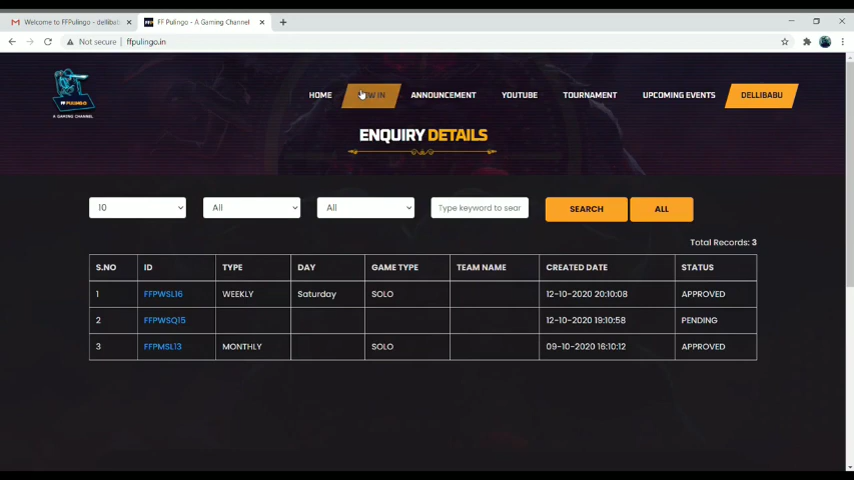 Welcome to FFPulingo - dellibab
FF Pulingo - A Gaming Channel
Not secure | ffpulingo.in
FF PULINGO
A GAMING CHANNEL
HOME
ANNOUNCEMENT
YOUTUBE
TOURNAMENT
UPCOMING EVENTS
DELLIBABU
ENQUIRY DETAILS
10 All All Type keyword to sear SEARCH ALL
Total Records: 3
S.NO ID TYPE DAY GAME TYPE TEAM NAME CREATED DATE STATUS
1 FFPWSL16 WEEKLY Saturday SOLO 12-10-2020 20:10:08 APPROVED
2 FFPWSQ15 12-10-2020 19:10:58 PENDING
3 FFPMSL13 MONTHLY SOLO 09-10-2020 16:10:12 APPROVED